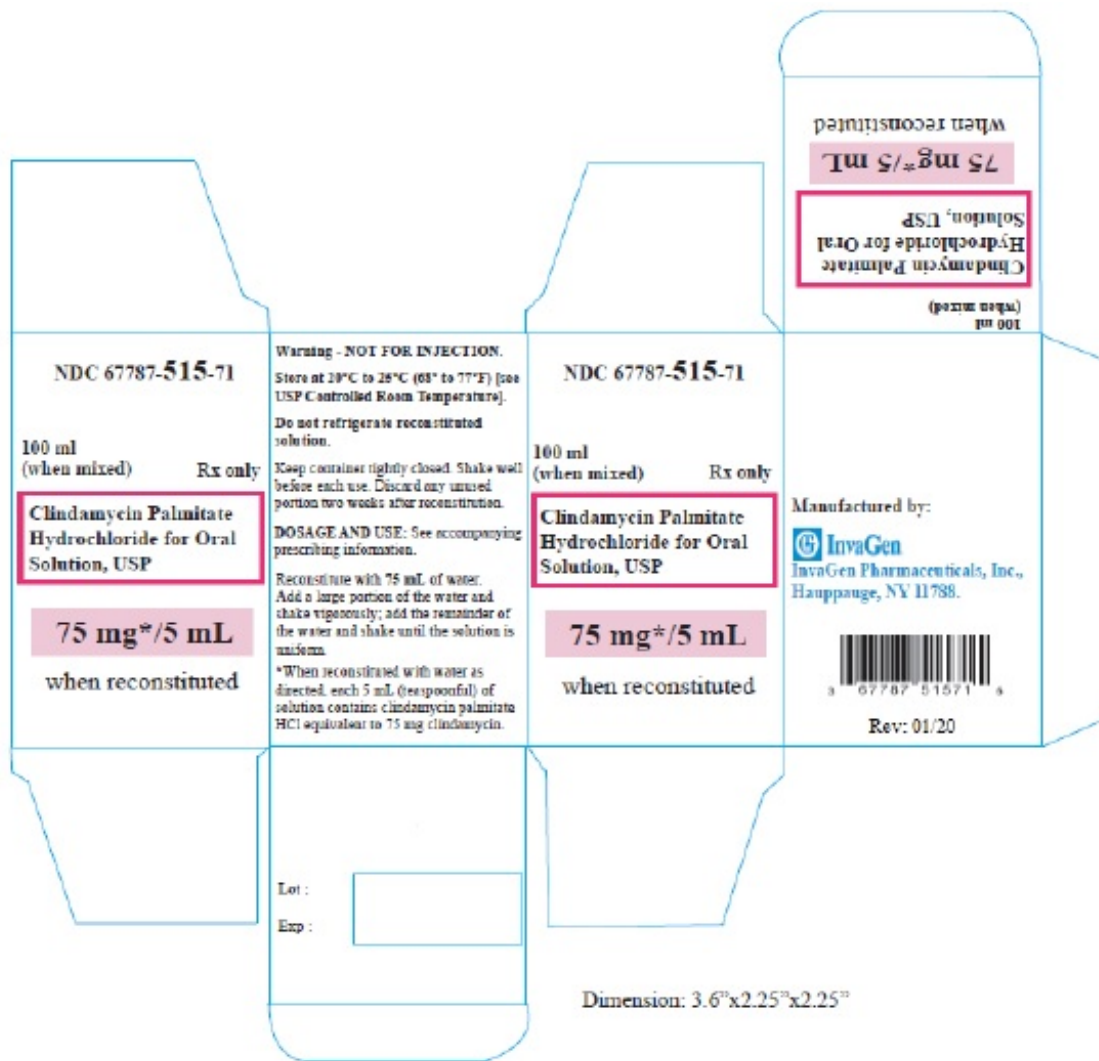 when reconstituted
75 mg*/5 mL
Clindamycin Palmitate
Hydrochloride for Oral
Solution, USP
100 ml
(when mixed)
NDC 67787-515-71
100 ml
(when mixed) Rx only
Clindamycin Palmitate
Hydrochloride for Oral
Solution, USP
75 mg*/5 mL
when reconstituted
Warning - NOT FOR INJECTION.
Store at 20°C to 25°C (68° to 77°F) [see
USP Controlled Room Temperature].
Do not refrigerate reconstituted
solution.
Keep container tightly closed. Shake well
before each use. Discard any unused
portion two weeks after reconstitution.
DOSAGE AND USE: See accompanying
prescribing information.
Reconstitute with 75 mL of water.
Add a large portion of the water and
shake vigorously; add the remainder of
the water and shake until the solution is
uniform.
*When reconstituted with water as
directed, each 5 mL (teaspoonful) of
solution contains clindamycin palmitate
HCl equivalent to 75 mg clindamycin.
NDC 67787-515-71
100 ml
(when mixed) Rx only
Clindamycin Palmitate
Hydrochloride for Oral
Solution, USP
75 mg*/5 mL
when reconstituted
Manufactured by:
InvaGen
InvaGen Pharmaceuticals, Inc.,
Hauppauge, NY 11788.
3 67787 51571 6
Rev: 01/20
Lot :
Exp :
Dimension: 3.6”x2.25”x2.25”